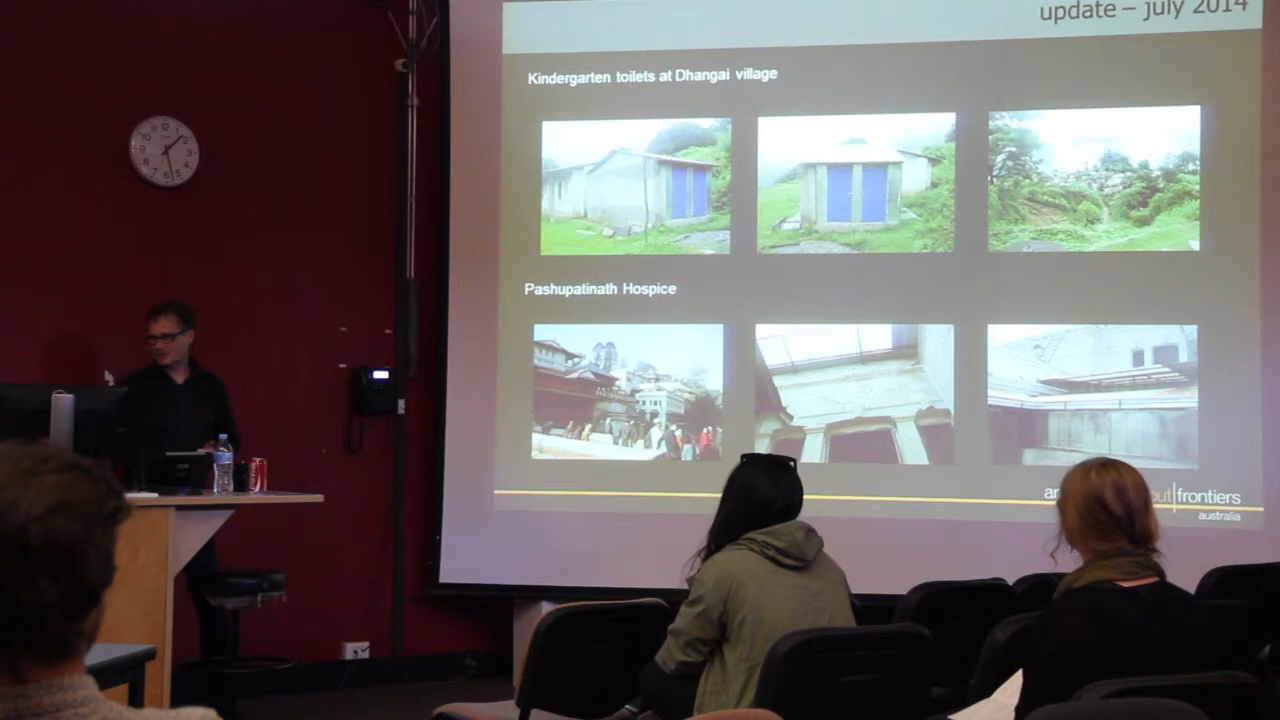 update – july 2014
Kindergarten toilets at Dhangai village
Pashupatinath Hospice
frontiers
australia